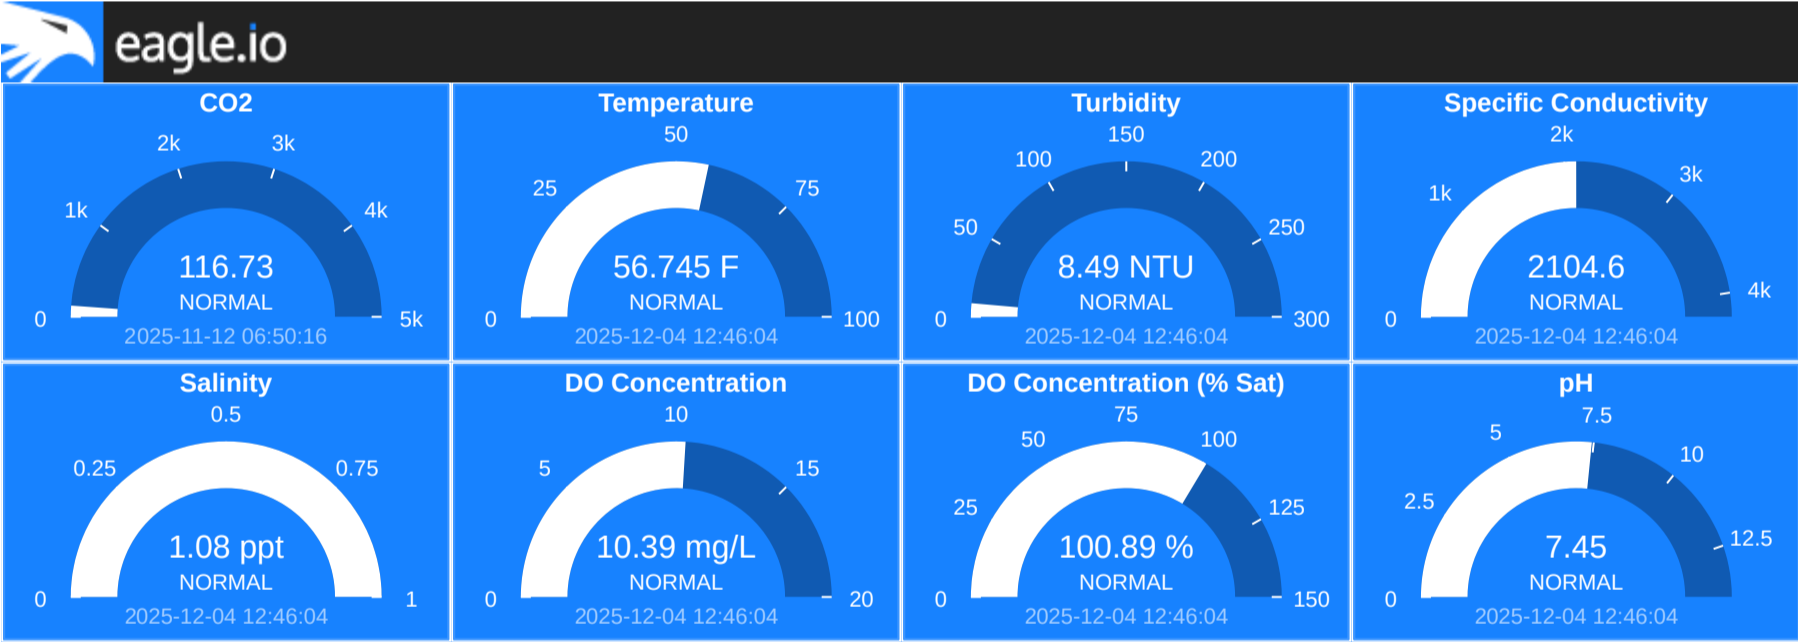 eagle.io
CO2
2k 3k
1k 4k
116.73
NORMAL
0 5k
2025-11-12 06:50:16
Temperature
50
25 75
56.745 F
NORMAL
0 100
2025-12-04 12:46:04
Turbidity
150
100 200
50 250
8.49 NTU
NORMAL
0 300
2025-12-04 12:46:04
Specific Conductivity
2k
1k 3k
2104.6
4k
NORMAL
0
2025-12-04 12:46:04
Salinity
0.5
0.25 0.75
1.08 ppt
NORMAL
0 1
2025-12-04 12:46:04
DO Concentration
10
5 15
10.39 mg/L
NORMAL
0 20
2025-12-04 12:46:04
DO Concentration (% Sat)
75
50 100
25 125
100.89 %
NORMAL
0 150
2025-12-04 12:46:04
pH
7.5
5 10
2.5 12.5
7.45
NORMAL
0
2025-12-04 12:46:04